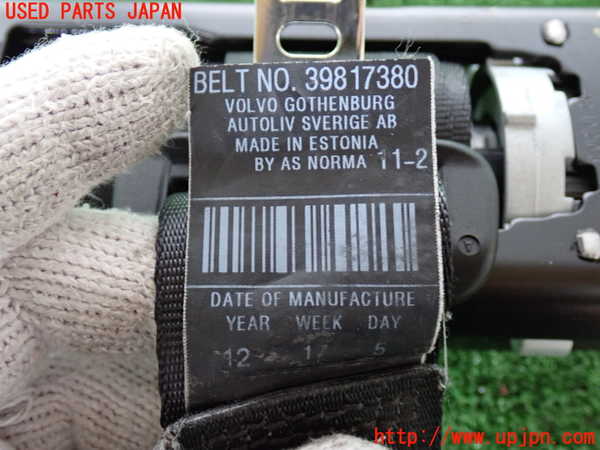 USED PARTS JAPAN
BELT NO. 39817380
VOLVO GOTHENBURG
AUTOLIV SVERIGE AB
MADE IN ESTONIA
BY AS NORMA 11-2
DATE OF MANUFACTURE
YEAR WEEK DAY
12 17 5
http://www.upjpn.com/